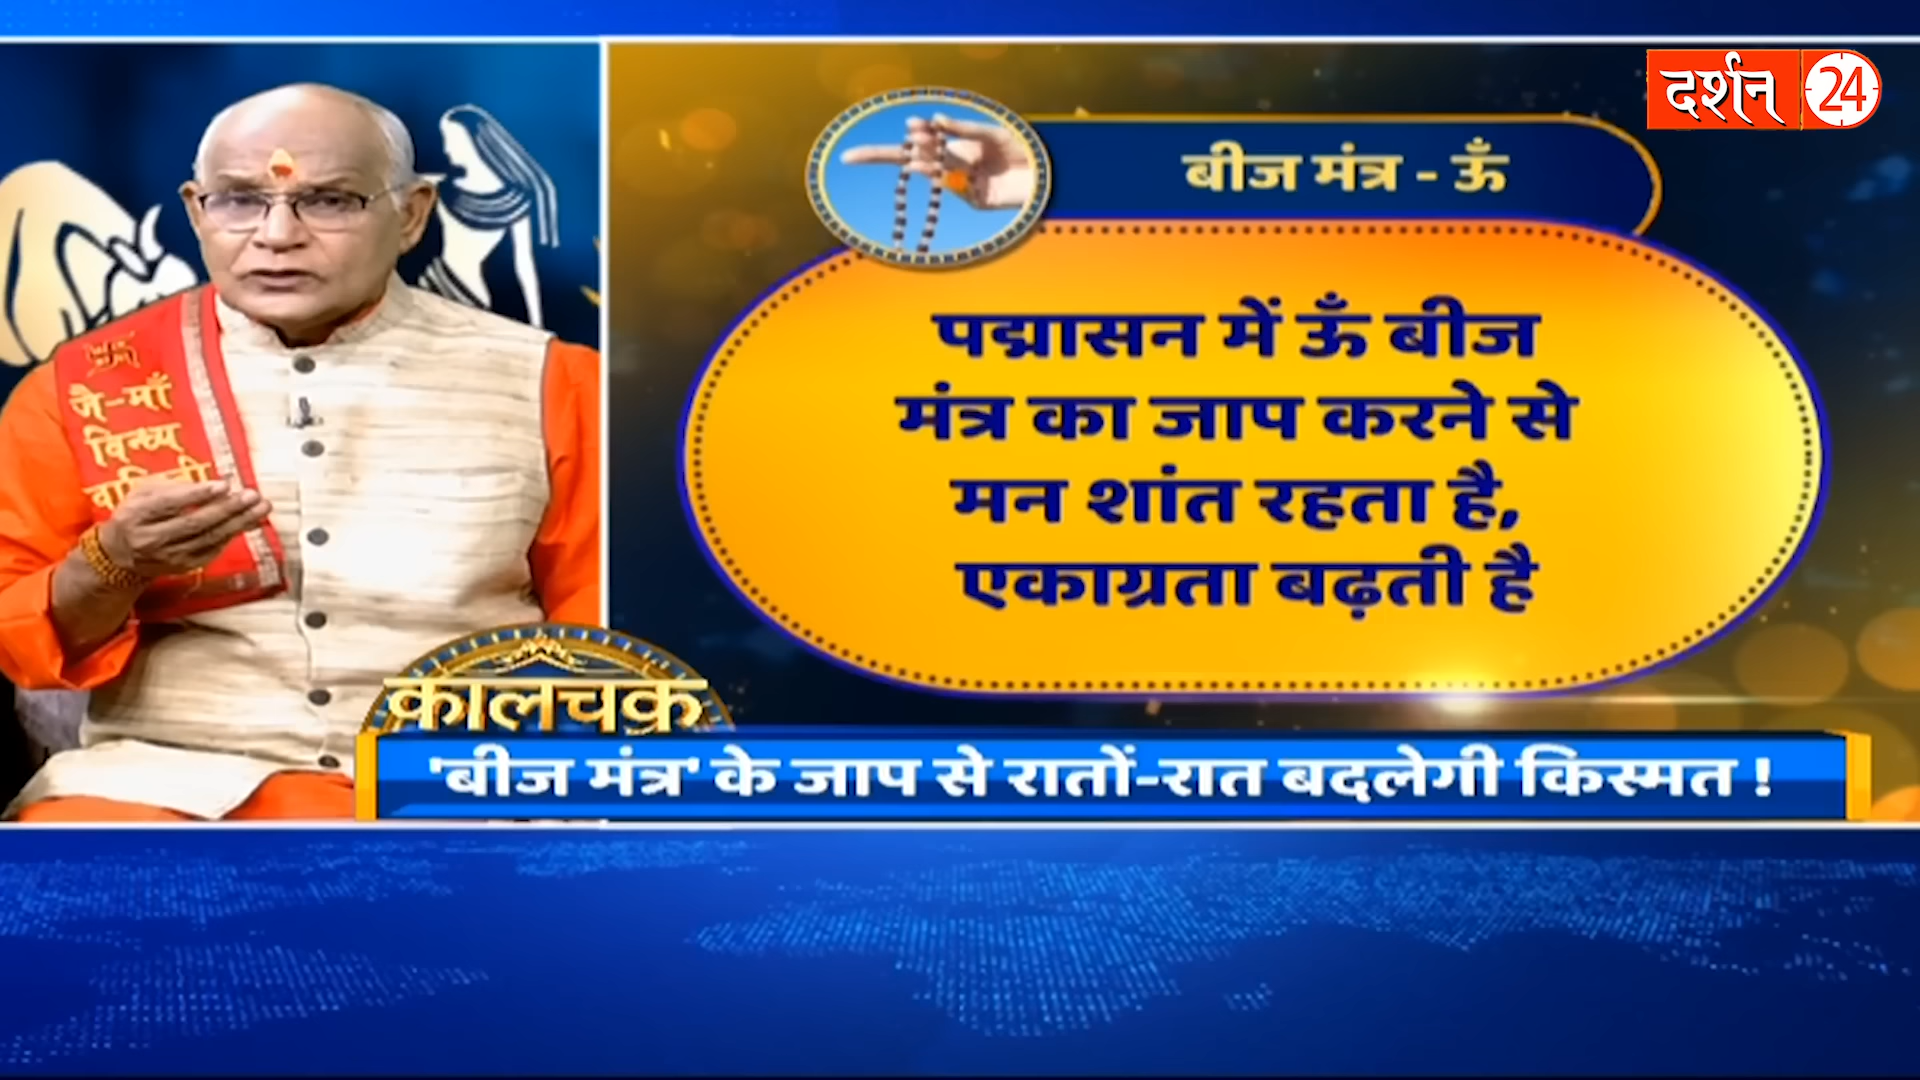 दर्शन 24
बीज मंत्र - ऊँ
पद्मासन में ऊँ बीज
मंत्र का जाप करने से
मन शांत रहता है,
एकाग्रता बढ़ती है
जै-माँ
विन्ध्य
कालचक्र
'बीज मंत्र' के जाप से रातों-रात बदलेगी किस्मत !